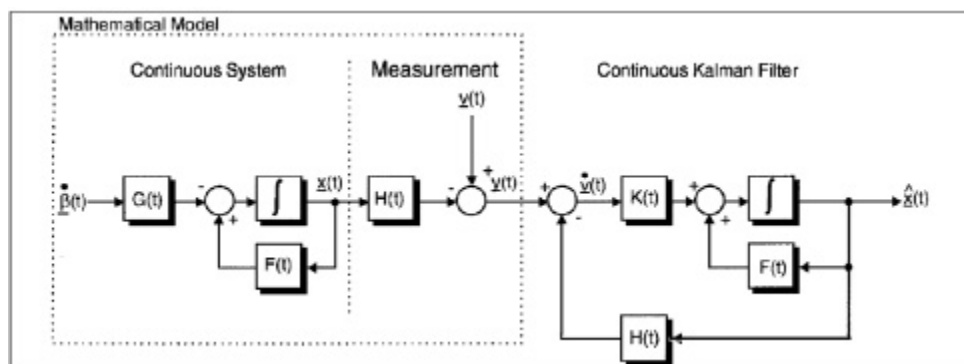 Mathematical Model
Continuous System
Measurement
Continuous Kalman Filter
v(t)
β̇(t)
G(t)
-
+
∫
x(t)
F(t)
H(t)
-
+
v(t)
+
-
v̇(t)
K(t)
+
+
∫
F(t)
H(t)
x̂(t)